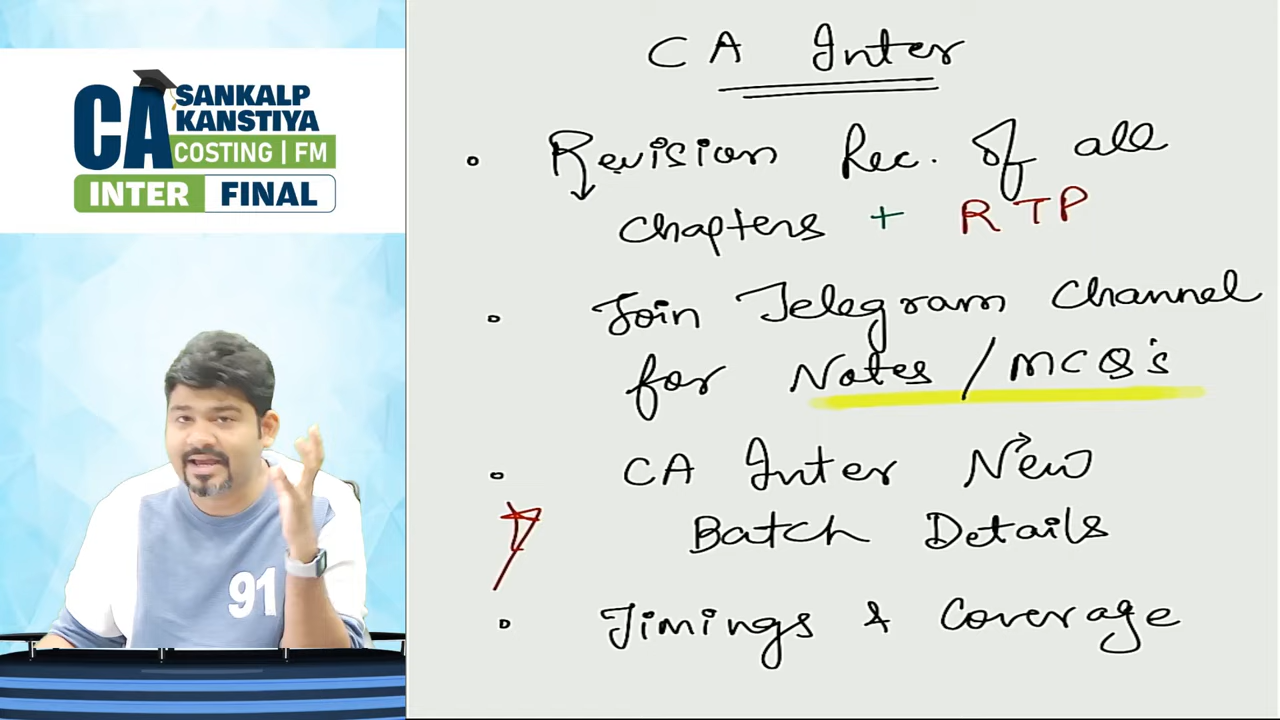 CA SANKALP
KANSTIYA
COSTING | FM
INTER FINAL
91
CA Inter
• Revision Rec. Of all
chapters + RTP
• Join Telegram Channel
for Notes / MCQ's
• CA Inter New
Batch Details
• Timings & Coverage